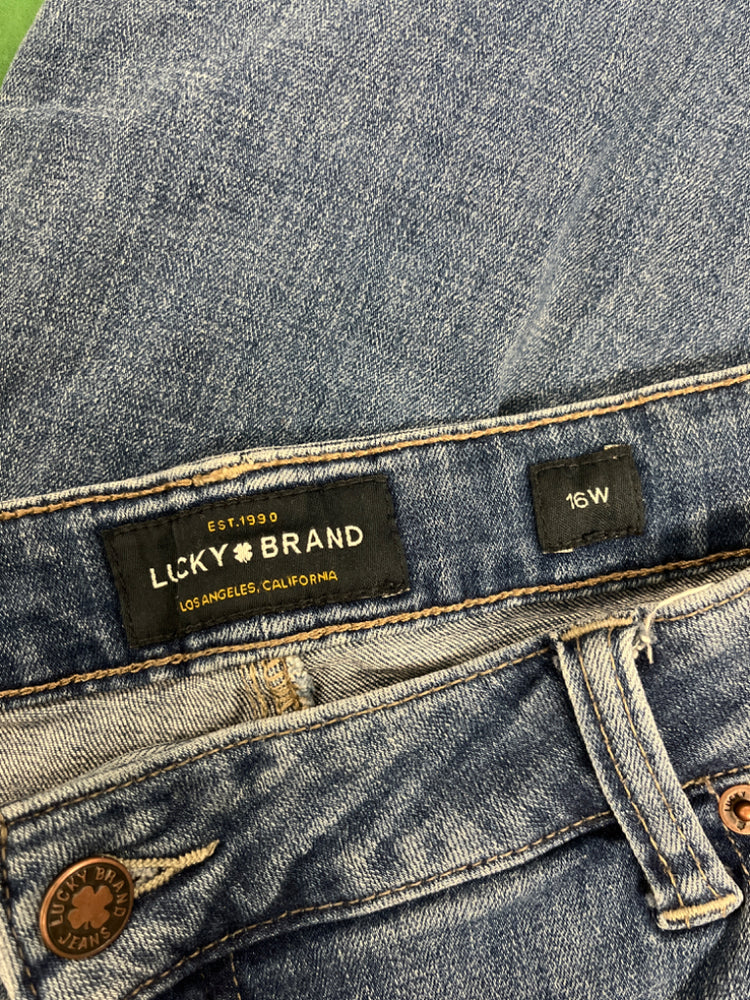 EST.1990
LUCKY BRAND
LOS ANGELES, CALIFORNIA
16W
LUCKY BRAND
JEANS